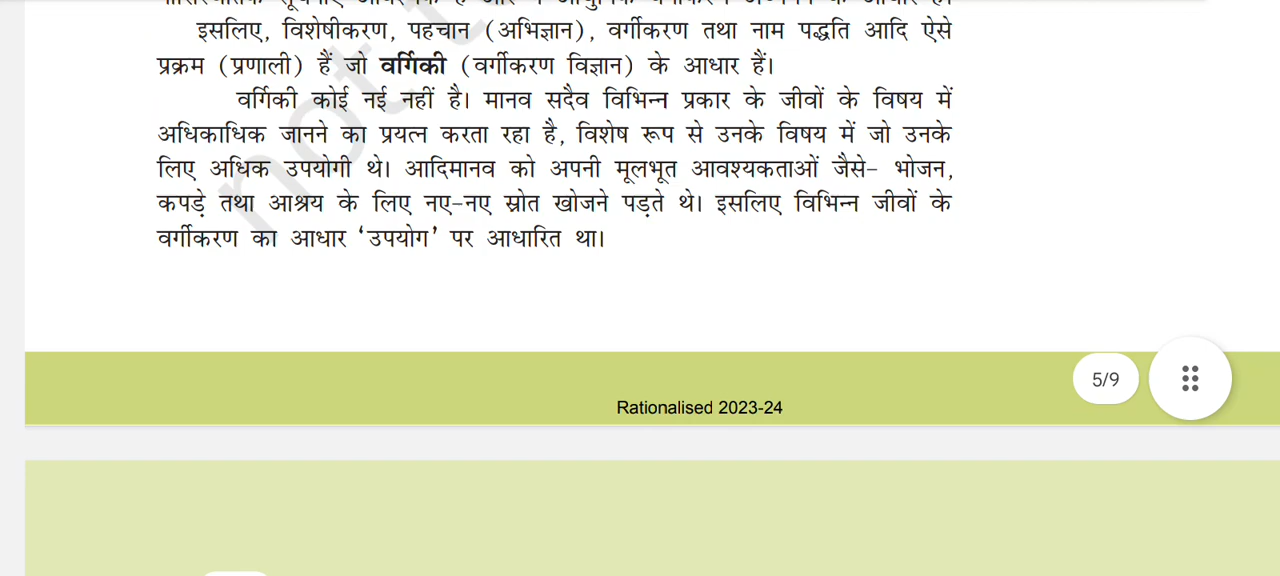 इसलिए, विशेषीकरण, पहचान (अभिज्ञान), वर्गीकरण तथा नाम पद्धति आदि ऐसे
प्रक्रम (प्रणाली) हैं जो वर्गिकी (वर्गीकरण विज्ञान) के आधार हैं।
वर्गिकी कोई नई नहीं है। मानव सदैव विभिन्न प्रकार के जीवों के विषय में
अधिकाधिक जानने का प्रयत्न करता रहा है, विशेष रूप से उनके विषय में जो उनके
लिए अधिक उपयोगी थे। आदिमानव को अपनी मूलभूत आवश्यकताओं जैसे- भोजन,
कपड़े तथा आश्रय के लिए नए-नए स्रोत खोजने पड़ते थे। इसलिए विभिन्न जीवों के
वर्गीकरण का आधार ‘उपयोग’ पर आधारित था।
not t
5/9
Rationalised 2023-24